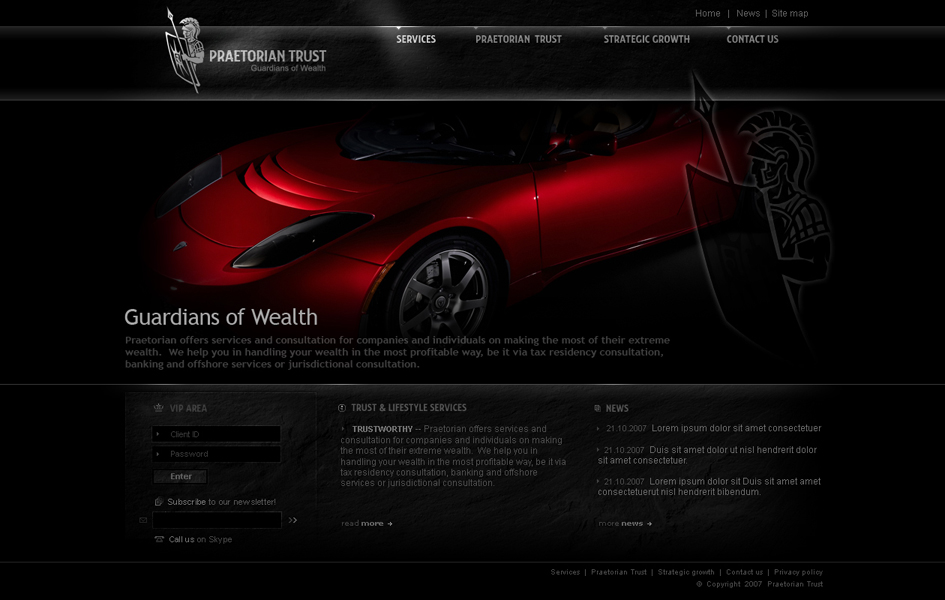 Home | News | Site map
SERVICES PRAETORIAN TRUST STRATEGIC GROWTH CONTACT US
PRAETORIAN TRUST
Guardians of Wealth
Guardians of Wealth
Praetorian offers services and consultation for companies and individuals on making the most of their extreme
wealth. We help you in handling your wealth in the most profitable way, be it via tax residency consultation,
banking and offshore services or jurisdictional consultation.
VIP AREA
Client ID
Password
Enter
Subscribe to our newsletter!
Call us on Skype
TRUST & LIFESTYLE SERVICES
TRUSTWORTHY – Praetorian offers services and
consultation for companies and individuals on making
the most of their extreme wealth. We help you in
handling your wealth in the most profitable way, be it via
tax residency consultation, banking and offshore
services or jurisdictional consultation.
read more
NEWS
21.10.2007 Lorem ipsum dolor sit amet consectetuer
21.10.2007 Duis sit amet dolor ut nisl hendrerit dolor
sit amet consectetuer.
21.10.2007 Lorem ipsum dolor sit Duis sit amet amet
consectetuerut nisl hendrerit bibendum.
more news
Services | Praetorian Trust | Strategic growth | Contact us | Privacy policy
© Copyright 2007 Praetorian Trust